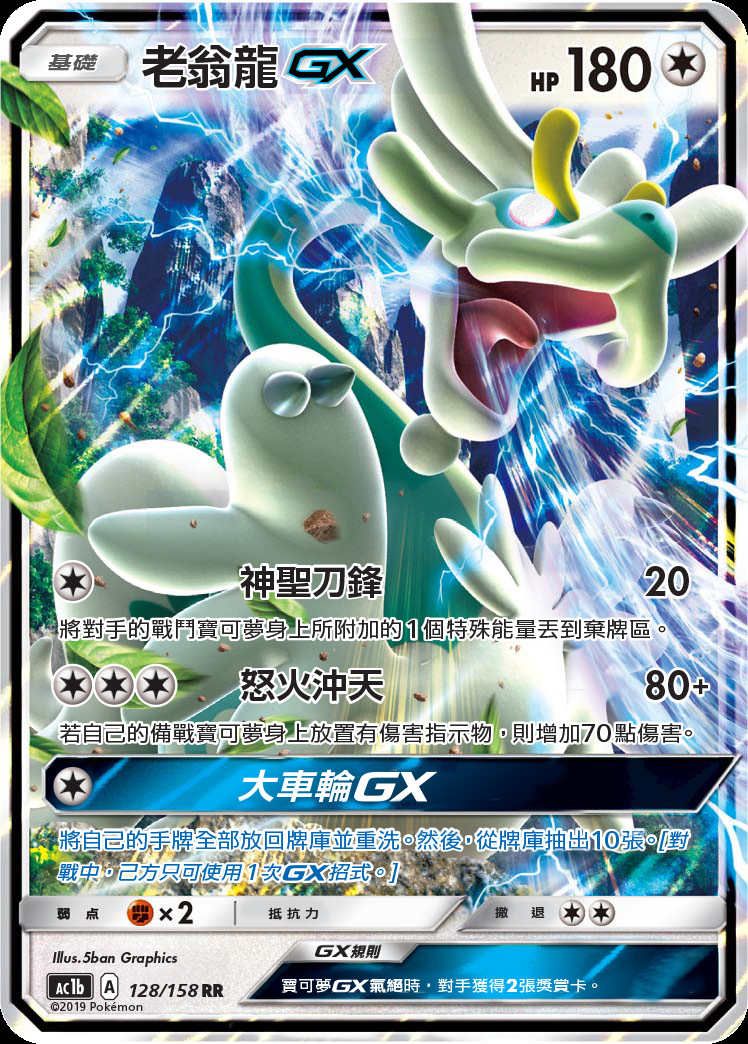 基礎 老翁龍GX HP 180
神聖刀鋒 20
將對手的戰鬥寶可夢身上所附加的1個特殊能量丟到棄牌區。
怒火沖天 80+
若自己的備戰寶可夢身上放置有傷害指示物，則增加70點傷害。
大車輪GX
將自己的手牌全部放回牌庫並重洗。然後，從牌庫抽出10張。[對
戰中，己方只可使用1次GX招式。]
弱點 ×2 抵抗力 撤退
Illus.5ban Graphics
GX規則
AC1b A 128/158 RR
寶可夢GX氣絕時，對手獲得2張獎賞卡。
©2019 Pokémon